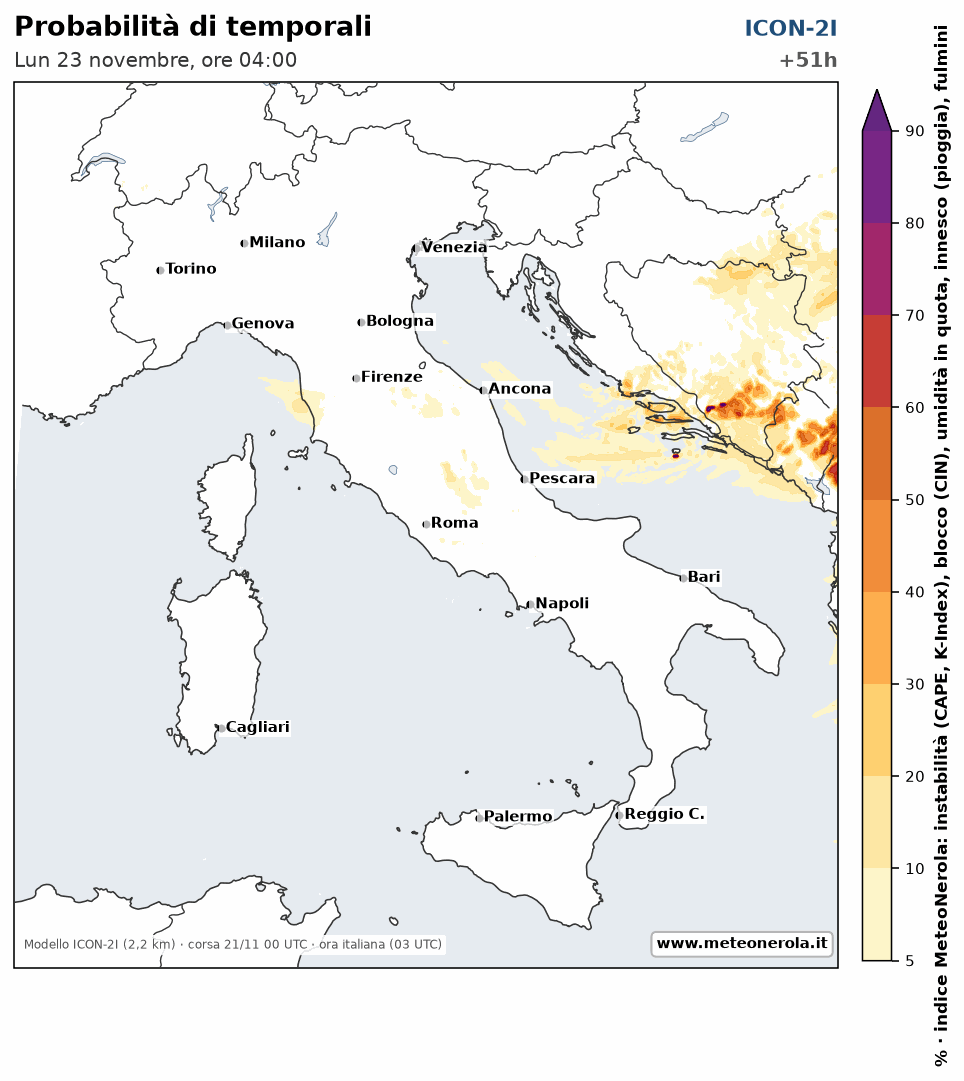 Probabilità di temporali
ICON-2I
Lun 23 novembre, ore 04:00
+51h
Milano
Venezia
Torino
Genova
Bologna
Firenze
Ancona
Pescara
Roma
Bari
Napoli
Cagliari
Palermo
Reggio C.
Modello ICON-2I (2,2 km) · corsa 21/11 00 UTC · ora italiana (03 UTC)
www.meteonerola.it
90
80
70
60
50
40
30
20
10
5
% · indice MeteoNerola: instabilità (CAPE, K-Index), blocco (CIN), umidità in quota, innesco (pioggia), fulmini